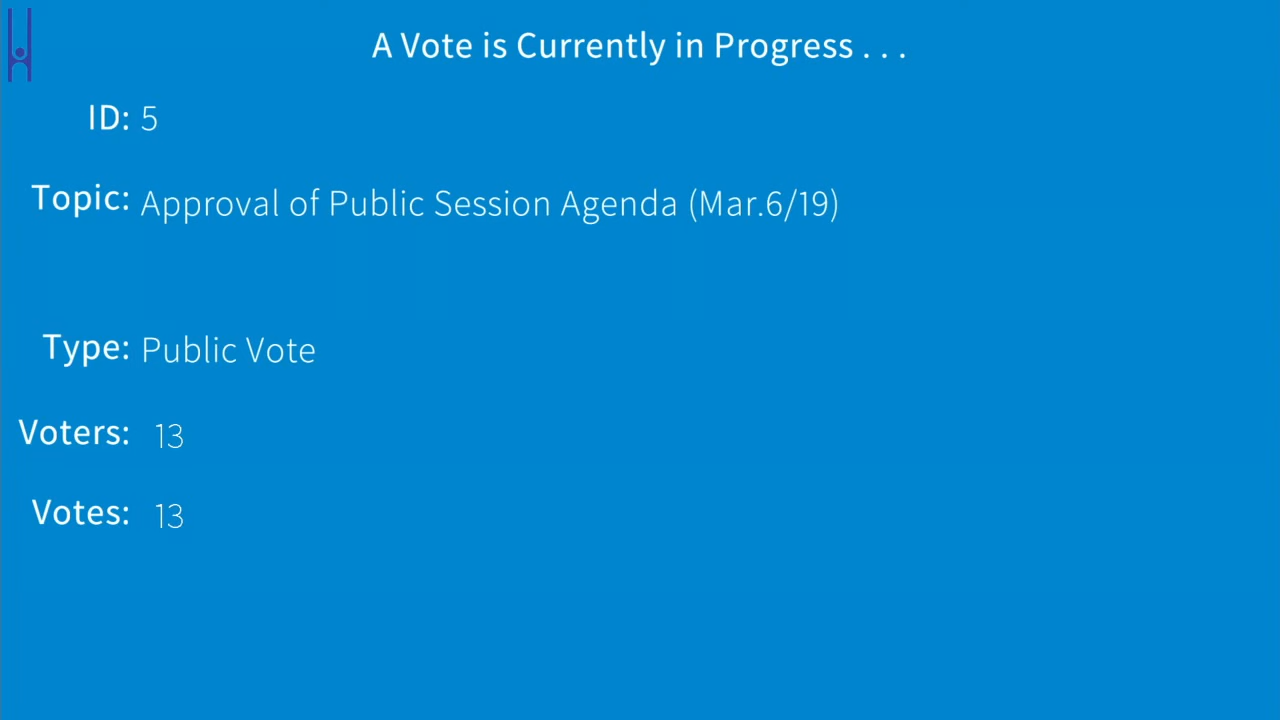 A Vote is Currently in Progress . . .
ID: 5
Topic: Approval of Public Session Agenda (Mar.6/19)
Type: Public Vote
Voters: 13
Votes: 13